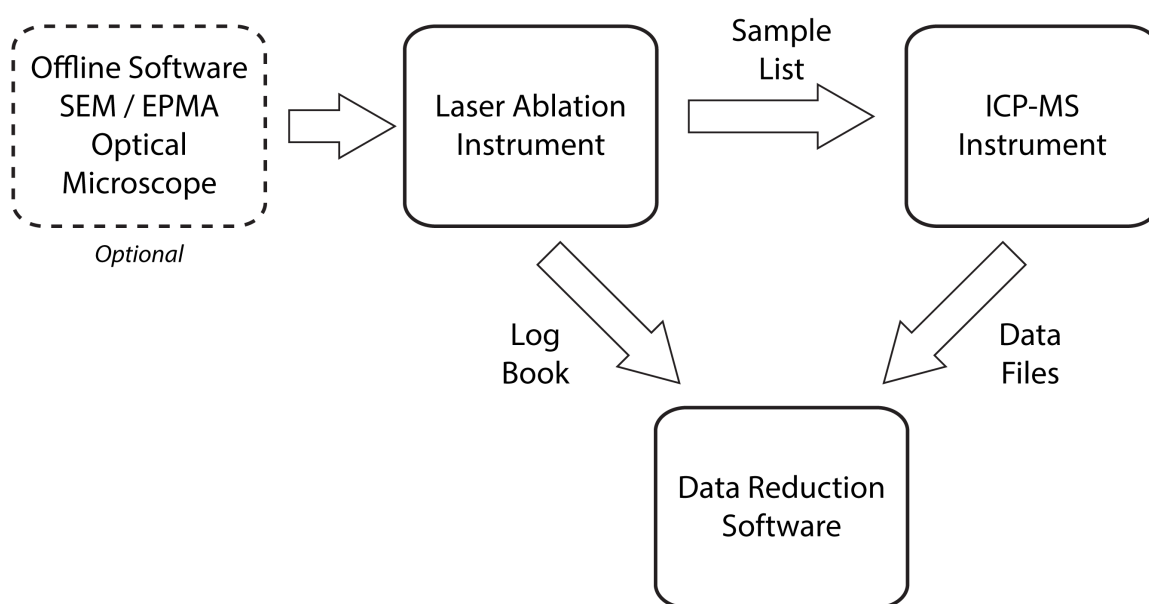 Offline Software
SEM / EPMA
Optical
Microscope
Optional
Laser Ablation
Instrument
Sample
List
ICP-MS
Instrument
Log
Book
Data
Files
Data Reduction
Software